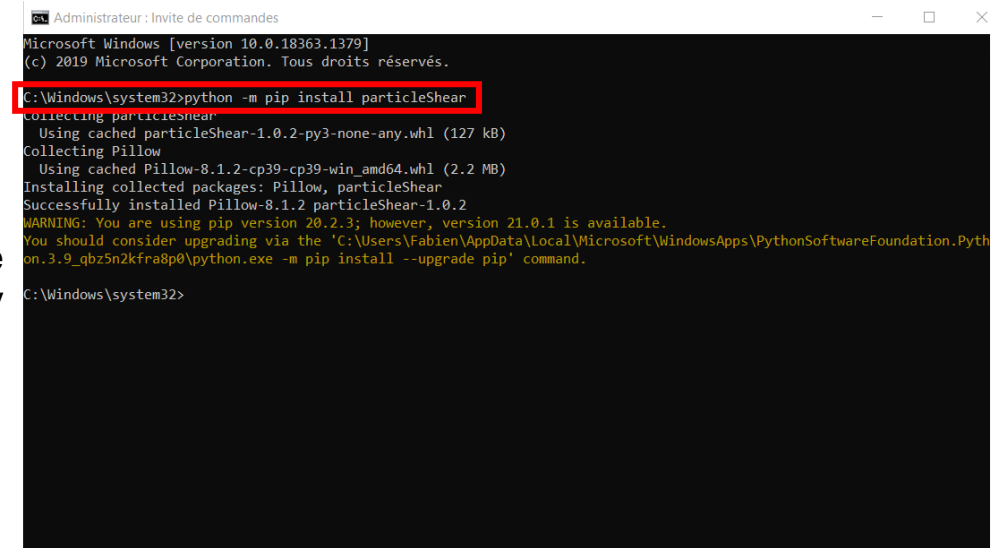 Administrateur : Invite de commandes
Microsoft Windows [version 10.0.18363.1379]
(c) 2019 Microsoft Corporation. Tous droits réservés.
C:\Windows\system32>python -m pip install particleShear
Collecting particleShear
Using cached particleShear-1.0.2-py3-none-any.whl (127 kB)
Collecting Pillow
Using cached Pillow-8.1.2-cp39-cp39-win_amd64.whl (2.2 MB)
Installing collected packages: Pillow, particleShear
Successfully installed Pillow-8.1.2 particleShear-1.0.2
WARNING: You are using pip version 20.2.3; however, version 21.0.1 is available.
You should consider upgrading via the 'C:\Users\Fabien\AppData\Local\Microsoft\WindowsApps\PythonSoftwareFoundation.Pyth
on.3.9_qbz5n2kfra8p0\python.exe -m pip install --upgrade pip' command.
C:\Windows\system32>